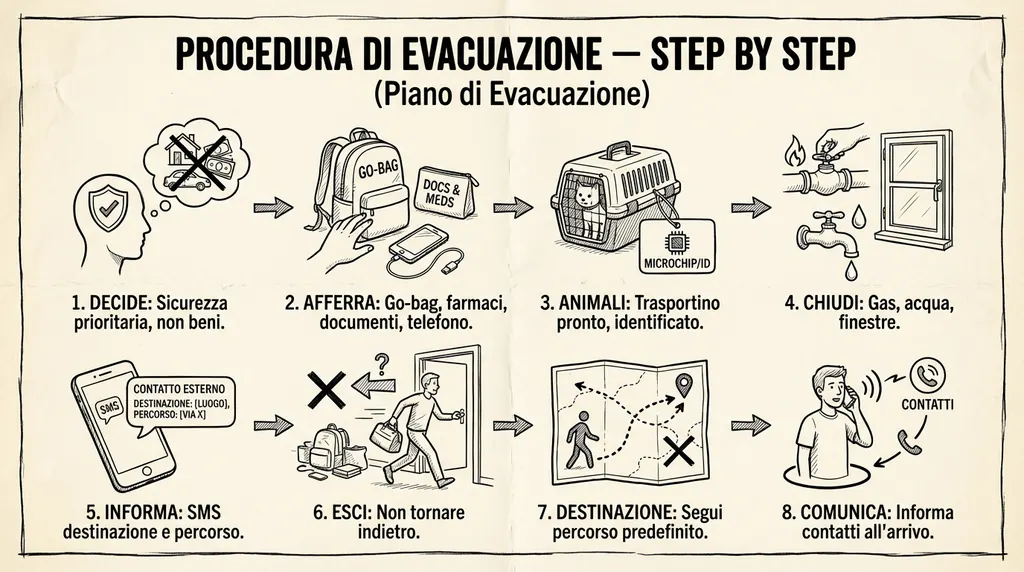 PROCEDURA DI EVACUAZIONE — STEP BY STEP
(Piano di Evacuazione)
GO-BAG
DOCS &
MEDS
MICROCHIP/ID
1. DECIDE: Sicurezza
prioritaria, non beni.
2. AFFERRA: Go-bag, farmaci,
documenti, telefono.
3. ANIMALI: Trasportino
pronto, identificato.
4. CHIUDI: Gas, acqua,
finestre.
SMS
CONTATTO ESTERNO
DESTINAZIONE: [LUOGO],
PERCORSO: [VIA X]
?
CONTATTI
5. INFORMA: SMS
destinazione e percorso.
6. ESCI: Non tornare
indietro.
7. DESTINAZIONE: Segui
percorso predefinito.
8. COMUNICA: Informa
contatti all'arrivo.